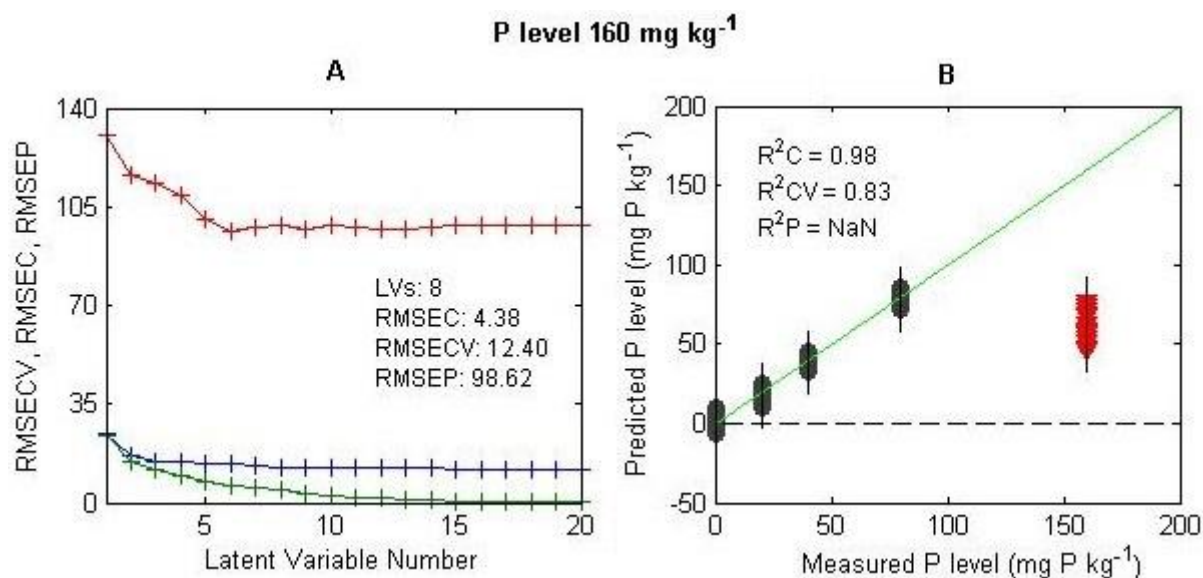 P level 160 mg kg⁻¹
A
140
105
70
35
0
5
10
15
20
RMSECV, RMSEC, RMSEP
Latent Variable Number
LVs: 8
RMSEC: 4.38
RMSECV: 12.40
RMSEP: 98.62
B
200
150
100
50
0
-50
0
50
100
150
200
Predicted P level (mg P kg⁻¹)
Measured P level (mg P kg⁻¹)
R²C = 0.98
R²CV = 0.83
R²P = NaN